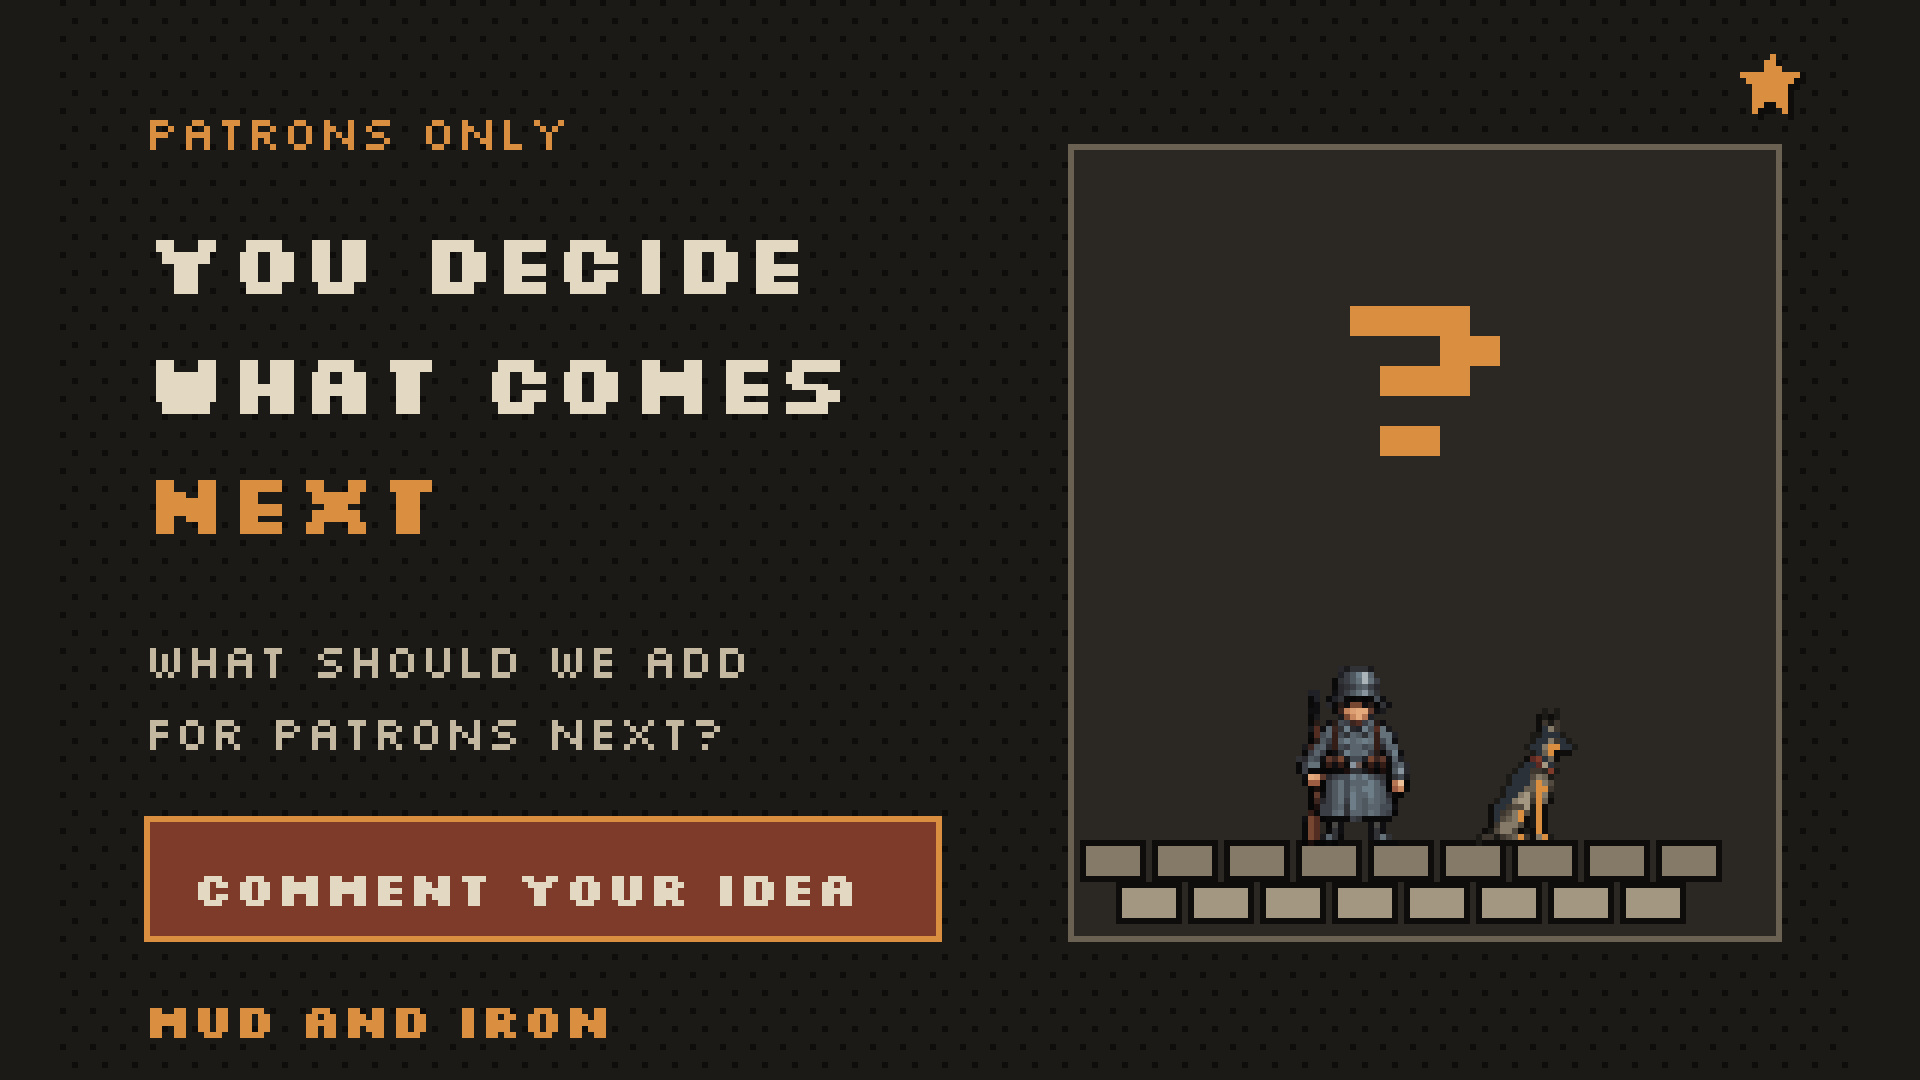 PATRONS ONLY
YOU DECIDE
WHAT COMES
NEXT
WHAT SHOULD WE ADD
FOR PATRONS NEXT?
COMMENT YOUR IDEA
MUD AND IRON
?